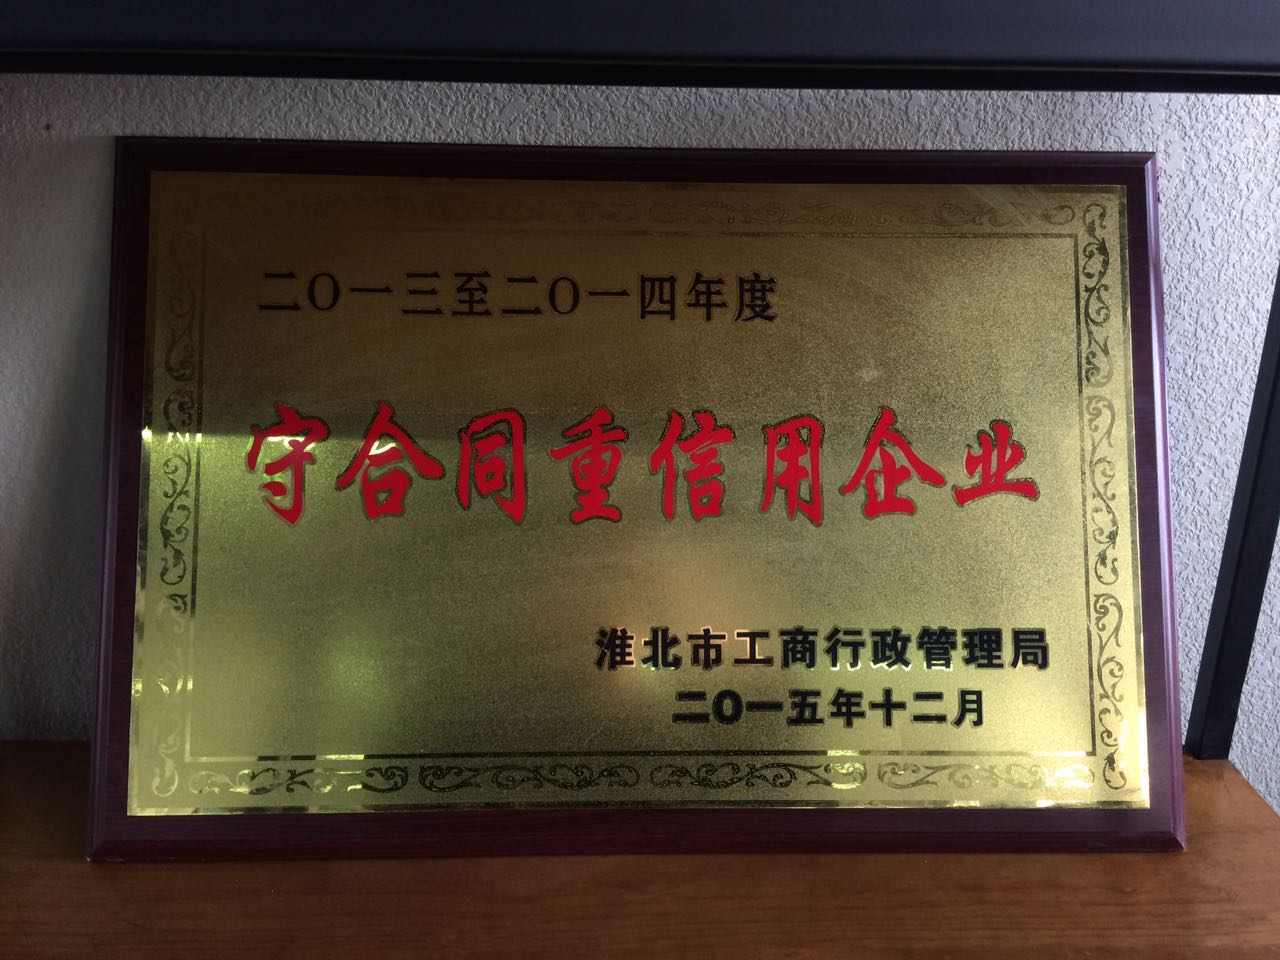 二〇一三至二〇一四年度
守合同重信用企业
淮北市工商行政管理局
二〇一五年十二月